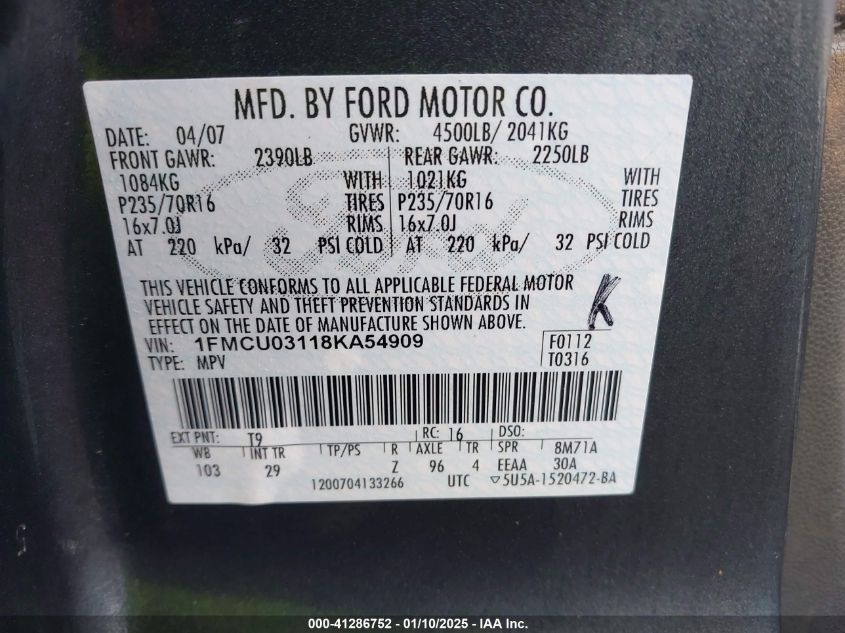 MFD. BY FORD MOTOR CO.
DATE: 04/07 GVWR: 4500LB/ 2041KG
FRONT GAWR: 2390LB REAR GAWR: 2250LB
1084KG WITH 1021KG WITH
P235/70R16 TIRES P235/70R16 TIRES
16x7.0J RIMS 16x7.0J RIMS
AT 220 kPa/ 32 PSI COLD AT 220 kPa/ 32 PSI COLD
THIS VEHICLE CONFORMS TO ALL APPLICABLE FEDERAL MOTOR
VEHICLE SAFETY AND THEFT PREVENTION STANDARDS IN
EFFECT ON THE DATE OF MANUFACTURE SHOWN ABOVE.
K
VIN: 1FMCU03118KA54909 F0112
TYPE: MPV T0316
EXT PNT: T9 RC: 16 DSO:
WB INT TR TP/PS R AXLE TR SPR 8M71A
103 29 Z 96 4 EEAA 30A
1200704133266 UTC ▽5U5A-1520472-BA
000-41286752 — 01/10/2025 — IAA Inc.